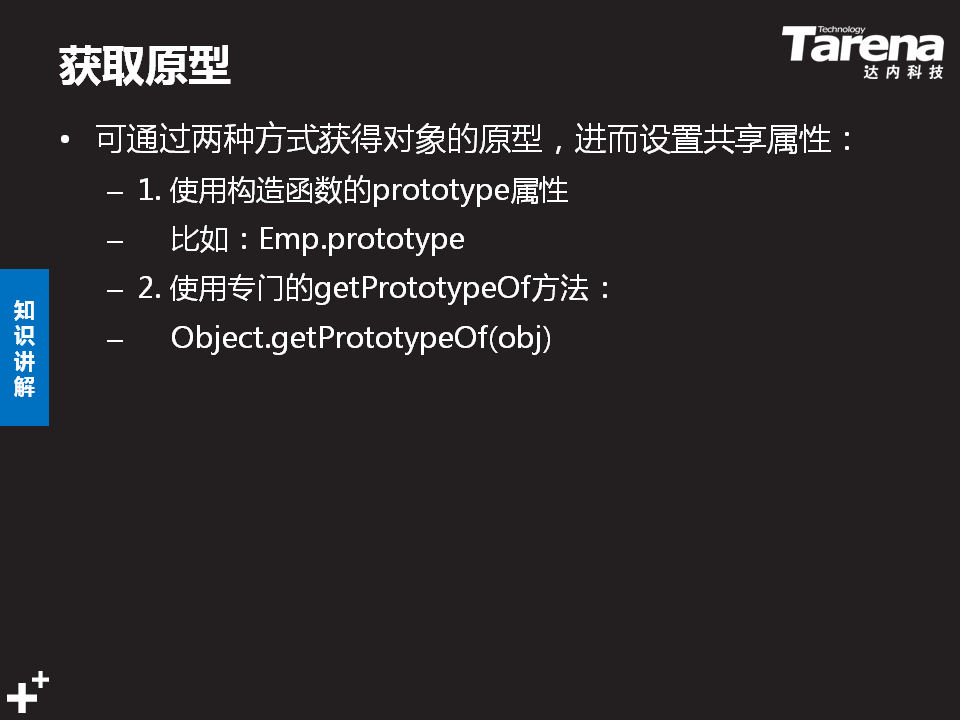 获取原型
Technology
Tarena
达内科技
• 可通过两种方式获得对象的原型，进而设置共享属性：
– 1. 使用构造函数的prototype属性
– 比如：Emp.prototype
– 2. 使用专门的getPrototypeOf方法：
– Object.getPrototypeOf(obj)
知识讲解